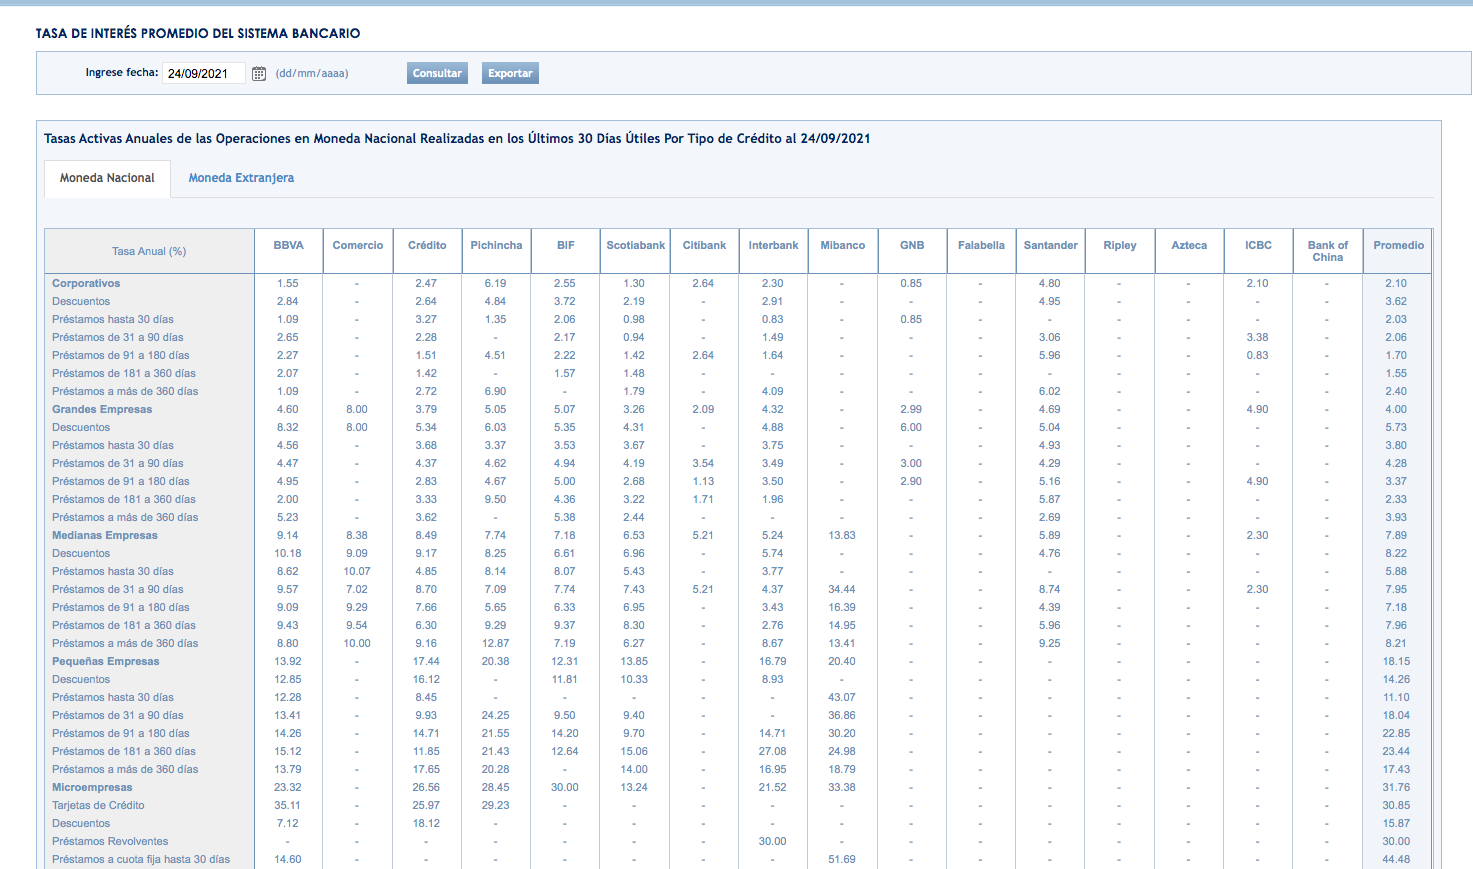 TASA DE INTERÉS PROMEDIO DEL SISTEMA BANCARIO
Ingrese fecha: 24/09/2021 (dd/mm/aaaa) Consultar Exportar
Tasas Activas Anuales de las Operaciones en Moneda Nacional Realizadas en los Últimos 30 Días Útiles Por Tipo de Crédito al 24/09/2021
Moneda Nacional Moneda Extranjera
Tasa Anual (%) BBVA Comercio Crédito Pichincha BIF Scotiabank Citibank Interbank Mibanco GNB Falabella Santander Ripley Azteca ICBC Bank of China Promedio
Corporativos 1.55 - 2.47 6.19 2.55 1.30 2.64 2.30 - 0.85 - 4.80 - - 2.10 - 2.10
Descuentos 2.84 - 2.64 4.84 3.72 2.19 - 2.91 - - - 4.95 - - - - 3.62
Préstamos hasta 30 días 1.09 - 3.27 1.35 2.06 0.98 - 0.83 - 0.85 - - - - - - 2.03
Préstamos de 31 a 90 días 2.65 - 2.28 - 2.17 0.94 - 1.49 - - - 3.06 - - 3.38 - 2.06
Préstamos de 91 a 180 días 2.27 - 1.51 4.51 2.22 1.42 2.64 1.64 - - - 5.96 - - 0.83 - 1.70
Préstamos de 181 a 360 días 2.07 - 1.42 - 1.57 1.48 - - - - - - - - - - 1.55
Préstamos a más de 360 días 1.09 - 2.72 6.90 - 1.79 - 4.09 - - - 6.02 - - - - 2.40
Grandes Empresas 4.60 8.00 3.79 5.05 5.07 3.26 2.09 4.32 - 2.99 - 4.69 - - 4.90 - 4.00
Descuentos 8.32 8.00 5.34 6.03 5.35 4.31 - 4.88 - 6.00 - 5.04 - - - - 5.73
Préstamos hasta 30 días 4.56 - 3.68 3.37 3.53 3.67 - 3.75 - - - 4.93 - - - - 3.80
Préstamos de 31 a 90 días 4.47 - 4.37 4.62 4.94 4.19 3.54 3.49 - 3.00 - 4.29 - - - - 4.28
Préstamos de 91 a 180 días 4.95 - 2.83 4.67 5.00 2.68 1.13 3.50 - 2.90 - 5.16 - - 4.90 - 3.37
Préstamos de 181 a 360 días 2.00 - 3.33 9.50 4.36 3.22 1.71 1.96 - - - 5.87 - - - - 2.33
Préstamos a más de 360 días 5.23 - 3.62 - 5.38 2.44 - - - - - 2.69 - - - - 3.93
Medianas Empresas 9.14 8.38 8.49 7.74 7.18 6.53 5.21 5.24 13.83 - - 5.89 - - 2.30 - 7.89
Descuentos 10.18 9.09 9.17 8.25 6.61 6.96 - 5.74 - - - 4.76 - - - - 8.22
Préstamos hasta 30 días 8.62 10.07 4.85 8.14 8.07 5.43 - 3.77 - - - - - - - - 5.88
Préstamos de 31 a 90 días 9.57 7.02 8.70 7.09 7.74 7.43 5.21 4.37 34.44 - - 8.74 - - 2.30 - 7.95
Préstamos de 91 a 180 días 9.09 9.29 7.66 5.65 6.33 6.95 - 3.43 16.39 - - 4.39 - - - - 7.18
Préstamos de 181 a 360 días 9.43 9.54 6.30 9.29 9.37 8.30 - 2.76 14.95 - - 5.96 - - - - 7.96
Préstamos a más de 360 días 8.80 10.00 9.16 12.87 7.19 6.27 - 8.67 13.41 - - 9.25 - - - - 8.21
Pequeñas Empresas 13.92 - 17.44 20.38 12.31 13.85 - 16.79 20.40 - - - - - - - 18.15
Descuentos 12.85 - 16.12 - 11.81 10.33 - 8.93 - - - - - - - - 14.26
Préstamos hasta 30 días 12.28 - 8.45 - - - - - 43.07 - - - - - - - 11.10
Préstamos de 31 a 90 días 13.41 - 9.93 24.25 9.50 9.40 - - 36.86 - - - - - - - 18.04
Préstamos de 91 a 180 días 14.26 - 14.71 21.55 14.20 9.70 - 14.71 30.20 - - - - - - - 22.85
Préstamos de 181 a 360 días 15.12 - 11.85 21.43 12.64 15.06 - 27.08 24.98 - - - - - - - 23.44
Préstamos a más de 360 días 13.79 - 17.65 20.28 - 14.00 - 16.95 18.79 - - - - - - - 17.43
Microempresas 23.32 - 26.56 28.45 30.00 13.24 - 21.52 33.38 - - - - - - - 31.76
Tarjetas de Crédito 35.11 - 25.97 29.23 - - - - - - - - - - - - 30.85
Descuentos 7.12 - 18.12 - - - - - - - - - - - - - 15.87
Préstamos Revolventes - - - - - - - 30.00 - - - - - - - - 30.00
Préstamos a cuota fija hasta 30 días 14.60 - - - - - - - 51.69 - - - - - - - 44.48